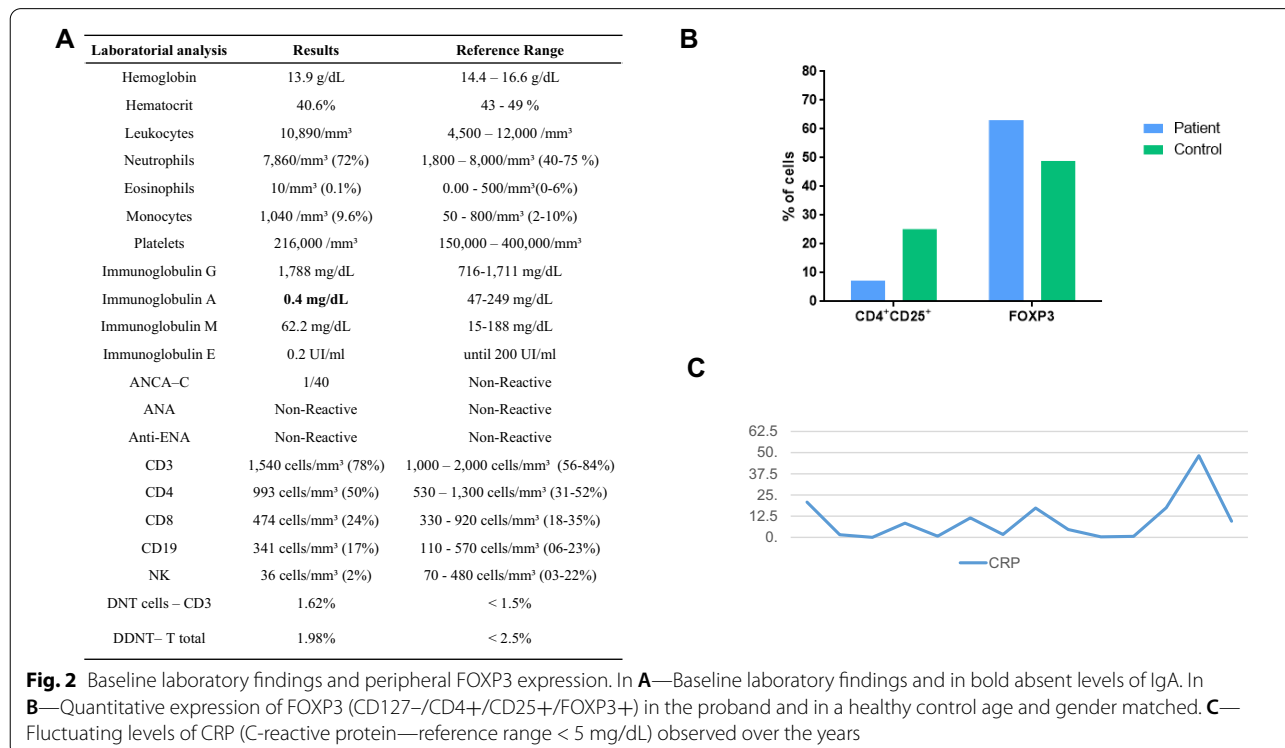 A
Laboratorial analysis Results Reference Range
Hemoglobin 13.9 g/dL 14.4 – 16.6 g/dL
Hematocrit 40.6% 43 - 49 %
Leukocytes 10,890/mm³ 4,500 – 12,000 /mm³
Neutrophils 7,860/mm³ (72%) 1,800 – 8,000/mm³ (40-75 %)
Eosinophils 10/mm³ (0.1%) 0.00 - 500/mm³(0-6%)
Monocytes 1,040 /mm³ (9.6%) 50 - 800/mm³ (2-10%)
Platelets 216,000 /mm³ 150,000 – 400,000/mm³
Immunoglobulin G 1,788 mg/dL 716-1,711 mg/dL
Immunoglobulin A 0.4 mg/dL 47-249 mg/dL
Immunoglobulin M 62.2 mg/dL 15-188 mg/dL
Immunoglobulin E 0.2 UI/ml until 200 UI/ml
ANCA–C 1/40 Non-Reactive
ANA Non-Reactive Non-Reactive
Anti-ENA Non-Reactive Non-Reactive
CD3 1,540 cells/mm³ (78%) 1,000 – 2,000 cells/mm³ (56-84%)
CD4 993 cells/mm³ (50%) 530 – 1,300 cells/mm³ (31-52%)
CD8 474 cells/mm³ (24%) 330 - 920 cells/mm³ (18-35%)
CD19 341 cells/mm³ (17%) 110 - 570 cells/mm³ (06-23%)
NK 36 cells/mm³ (2%) 70 - 480 cells/mm³ (03-22%)
DNT cells – CD3 1.62% < 1.5%
DDNT– T total 1.98% < 2.5%
B
% of cells
80
70
60
50
40
30
20
10
0
CD4⁺CD25⁺ FOXP3
Patient
Control
C
62.5
50.
37.5
25.
12.5
0.
CRP
Fig. 2 Baseline laboratory findings and peripheral FOXP3 expression. In A—Baseline laboratory findings and in bold absent levels of IgA. In
B—Quantitative expression of FOXP3 (CD127–/CD4+/CD25+/FOXP3+) in the proband and in a healthy control age and gender matched. C—
Fluctuating levels of CRP (C-reactive protein—reference range < 5 mg/dL) observed over the years